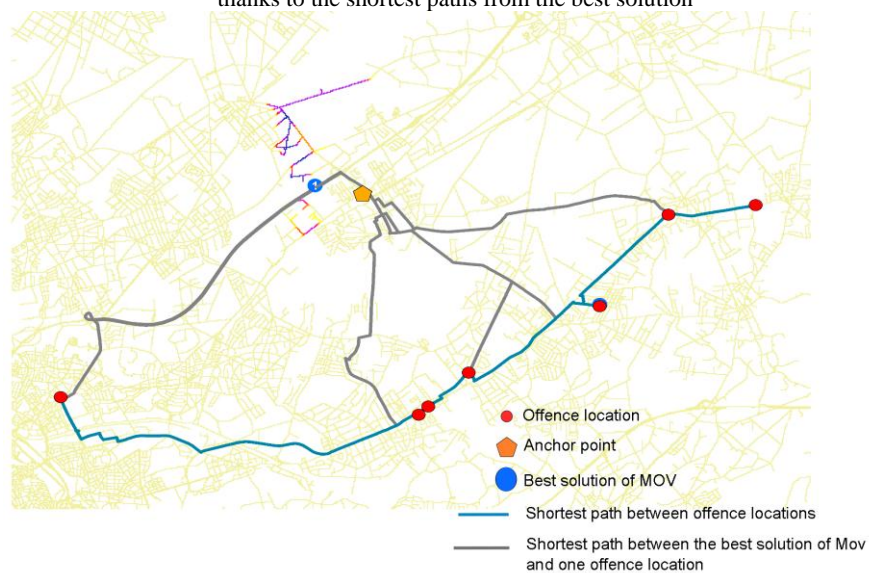 thanks to the shortest paths from the best solution
Offence location
Anchor point
Best solution of MOV
Shortest path between offence locations
Shortest path between the best solution of Mov
and one offence location